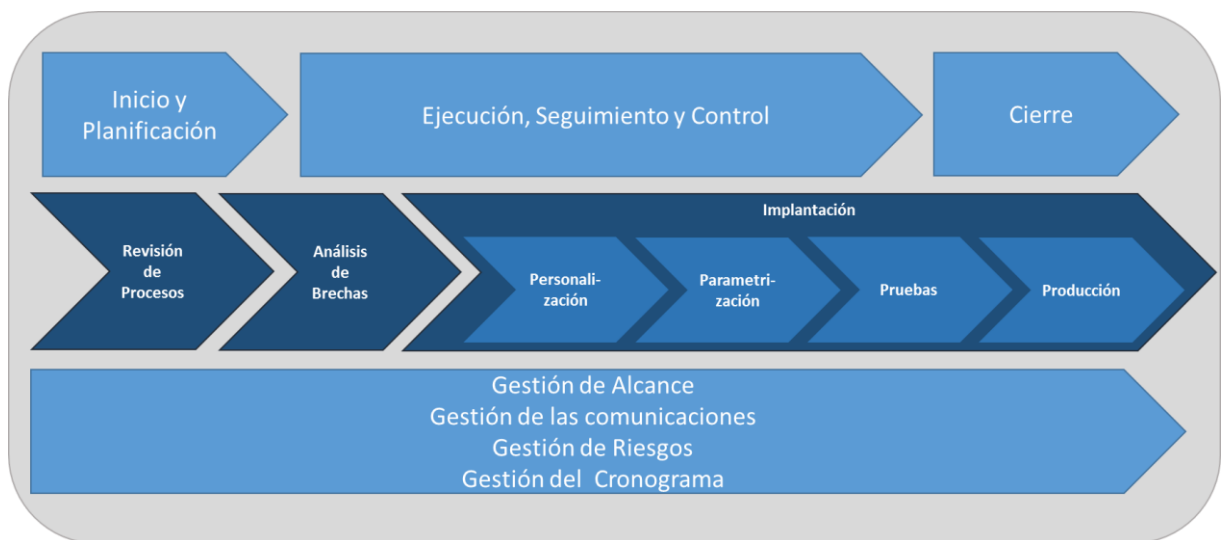 Inicio y
Planificación
Ejecución, Seguimiento y Control
Cierre
Implantación
Revisión
de
Procesos
Análisis
de
Brechas
Personali-
zación
Parametri-
zación
Pruebas
Producción
Gestión de Alcance
Gestión de las comunicaciones
Gestión de Riesgos
Gestión del  Cronograma